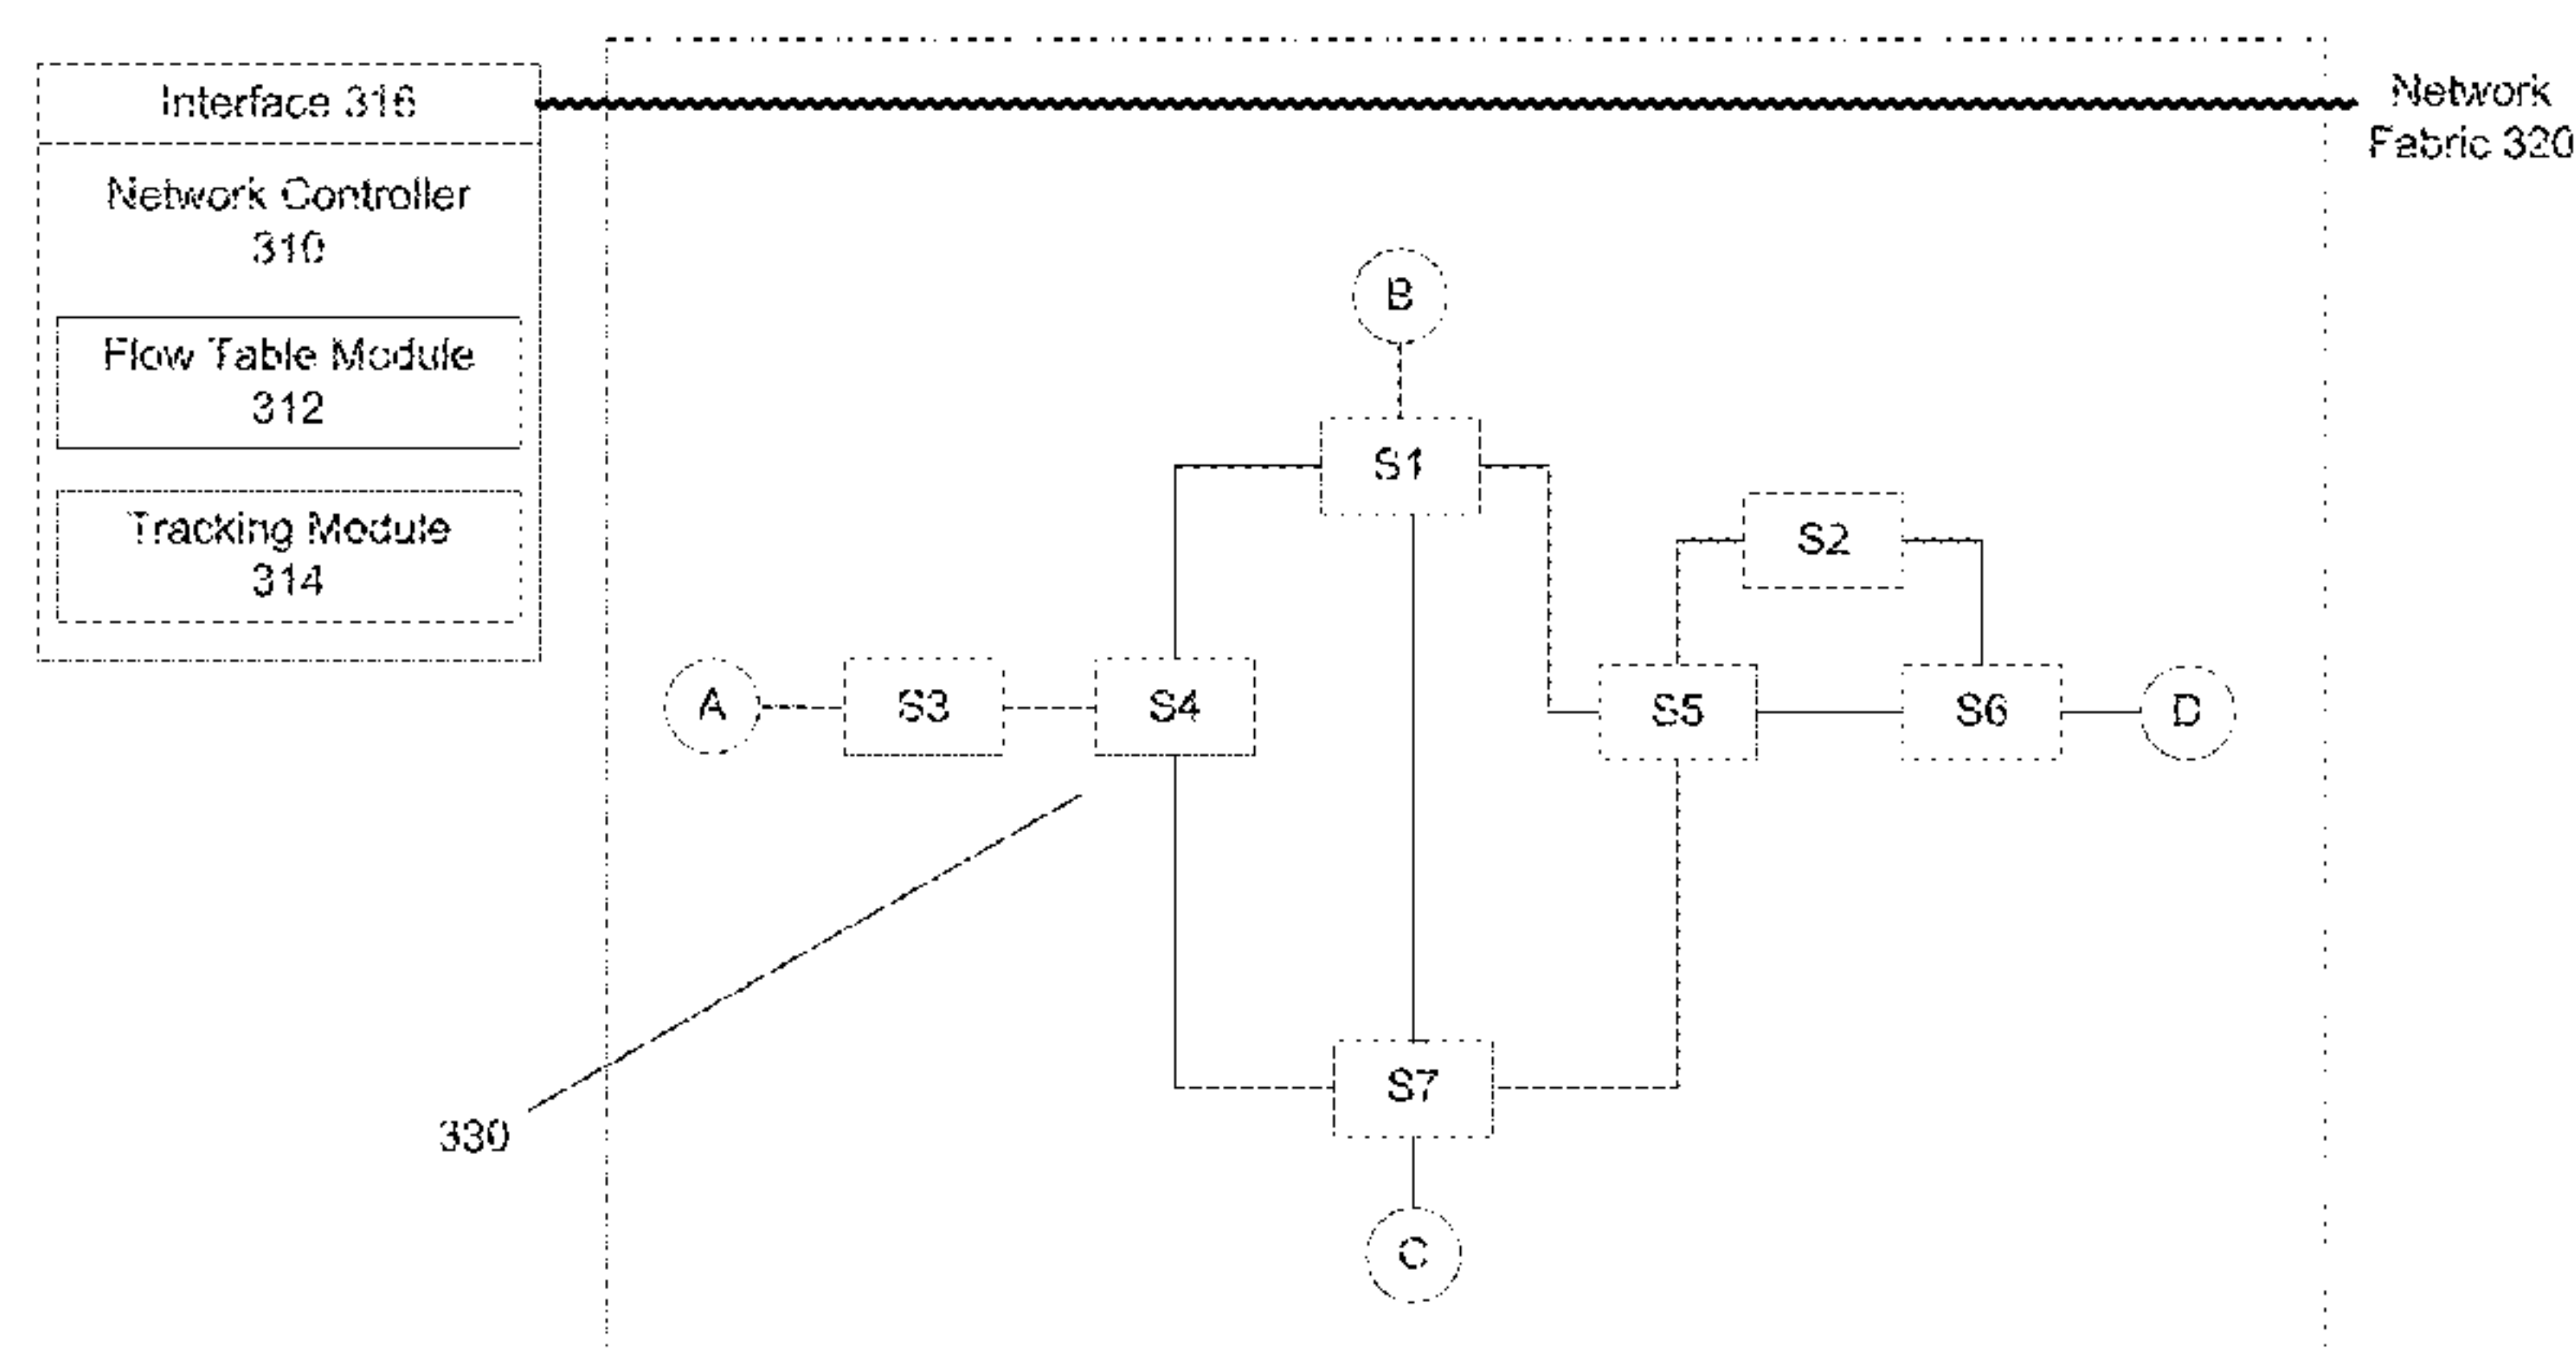 Interface 316
Network
Fabric 320
Network Controller
310
Flow Table Module
312
Tracking Module
314
B
S1
S2
A
S3
S4
S5
S6
D
S7
330
C